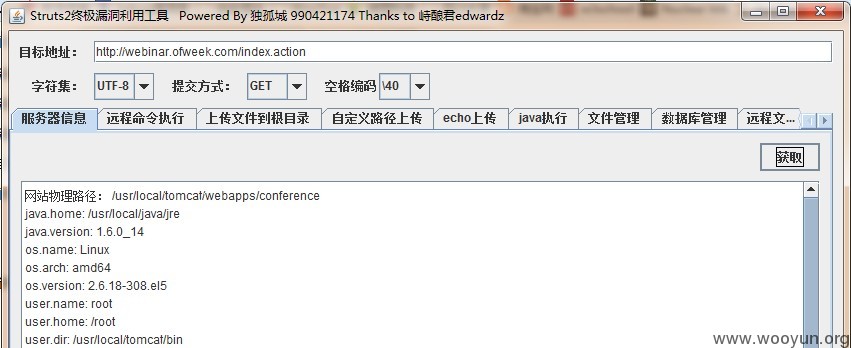 Struts2终极漏洞利用工具 Powered By 独孤城 990421174 Thanks to 峙酿君edwardz
目标地址： http://webinar.ofweek.com/index.action
字符集： UTF-8 提交方式： GET 空格编码 \40
服务器信息 远程命令执行 上传文件到根目录 自定义路径上传 echo上传 java执行 文件管理 数据库管理 远程文...
获取
网站物理路径： /usr/local/tomcat/webapps/conference
java.home: /usr/local/java/jre
java.version: 1.6.0_14
os.name: Linux
os.arch: amd64
os.version: 2.6.18-308.el5
user.name: root
user.home: /root
user.dir: /usr/local/tomcat/bin
www.wooyun.org